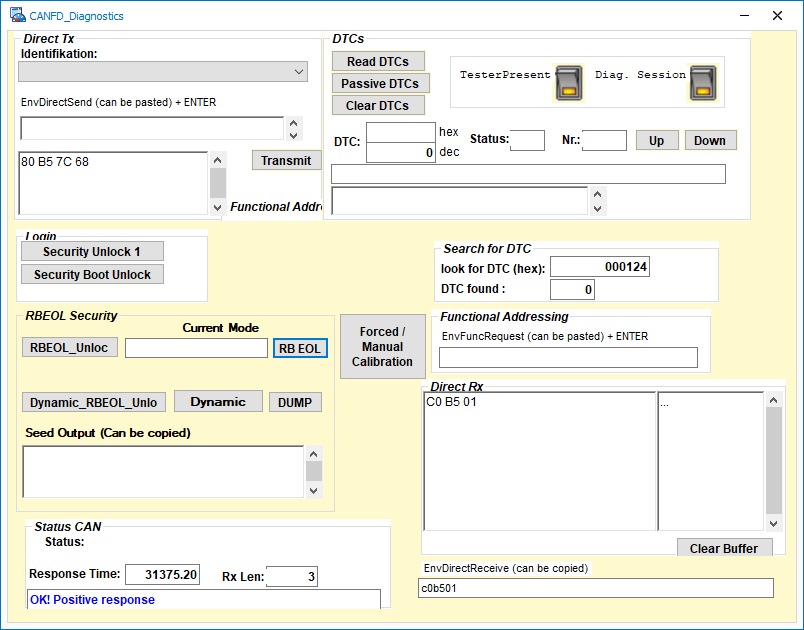 CANFD_Diagnostics
Direct Tx
Identifikation:
EnvDirectSend (can be pasted) + ENTER
80 B5 7C 68
Transmit
Functional Addr
DTCs
Read DTCs
Passive DTCs
Clear DTCs
TesterPresent
Diag. Session
DTC:
hex
0 dec
Status:
Nr.:
Up
Down
Login
Security Unlock 1
Security Boot Unlock
Search for DTC
look for DTC (hex): 000124
DTC found : 0
RBEOL Security
Current Mode
RBEOL_Unloc
RB EOL
Dynamic_RBEOL_Unlo
Dynamic
DUMP
Seed Output (Can be copied)
Forced /
Manual
Calibration
Functional Addressing
EnvFuncRequest (can be pasted) + ENTER
Direct Rx
C0 B5 01
...
Clear Buffer
EnvDirectReceive (can be copied)
c0b501
Status CAN
Status:
Response Time: 31375.20
Rx Len: 3
OK! Positive response